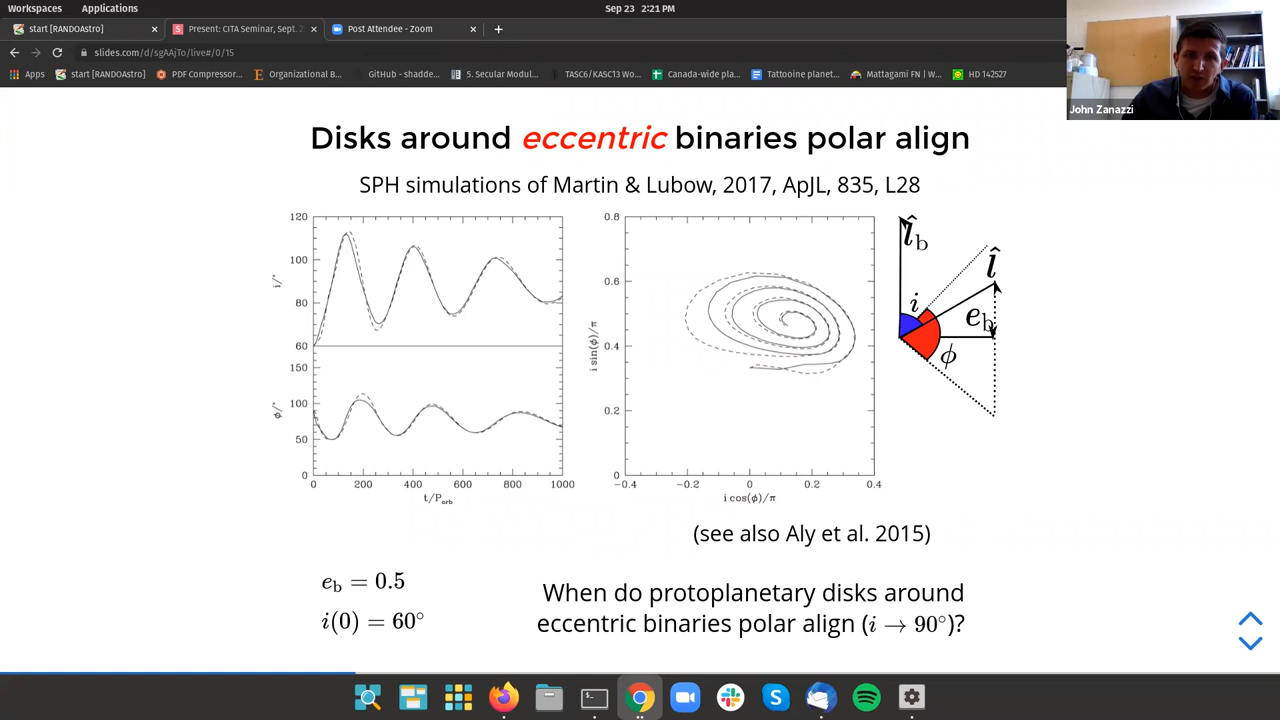 Workspaces Applications Sep 23 2:21 PM
start [RANDOAstro] Present: CITA Seminar, Sept. 2 Post Attendee - Zoom
slides.com/d/sgAAjTo/live#/0/15
Apps start [RANDOAstro] PDF Compressor... Organizational B... GitHub - shadde... 5. Secular Modul... TASC6/KASC13 Wo... Canada-wide pla... Tattooine planet... Mattagami FN | W... HD 142527
John Zanazzi
Disks around eccentric binaries polar align
SPH simulations of Martin & Lubow, 2017, ApJL, 835, L28
120
100
80
60
i/°
150
100
50
0
φ/°
0 200 400 600 800 1000
t/P_orb
0.8
0.6
0.4
0.2
0
i sin(φ)/π
−0.4 −0.2 0 0.2 0.4
i cos(φ)/π
l̂_b
l̂
i
e_b
φ
(see also Aly et al. 2015)
e_b = 0.5
i(0) = 60°
When do protoplanetary disks around
eccentric binaries polar align (i → 90°)?